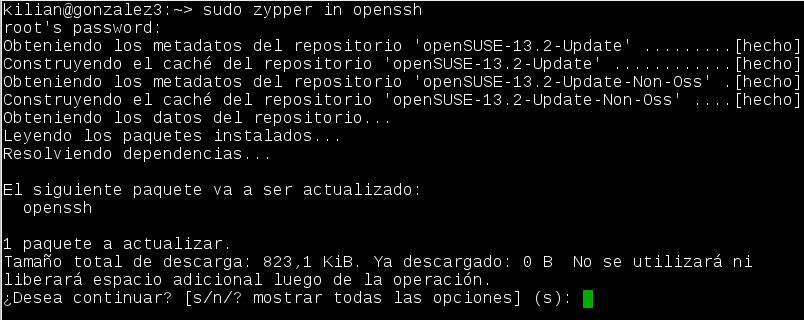 kilian@gonzalez3:~> sudo zypper in openssh
root's password:
Obteniendo los metadatos del repositorio 'openSUSE-13.2-Update' .........[hecho]
Construyendo el caché del repositorio 'openSUSE-13.2-Update' ............[hecho]
Obteniendo los metadatos del repositorio 'openSUSE-13.2-Update-Non-Oss' .[hecho]
Construyendo el caché del repositorio 'openSUSE-13.2-Update-Non-Oss' ....[hecho]
Obteniendo los datos del repositorio...
Leyendo los paquetes instalados...
Resolviendo dependencias...
El siguiente paquete va a ser actualizado:
  openssh
1 paquete a actualizar.
Tamaño total de descarga: 823,1 KiB. Ya descargado: 0 B  No se utilizará ni
liberará espacio adicional luego de la operación.
¿Desea continuar? [s/n/? mostrar todas las opciones] (s):